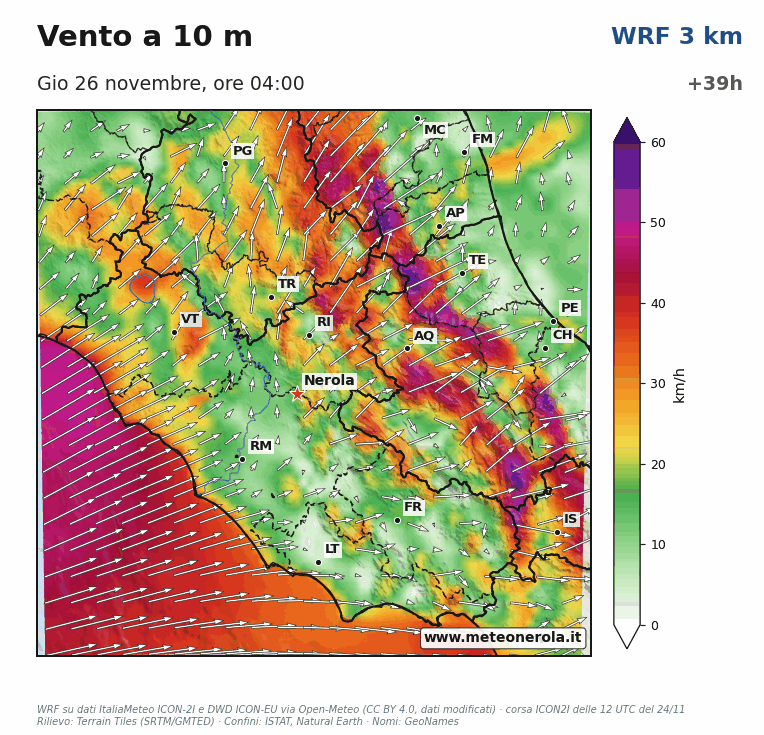 Vento a 10 m
WRF 3 km
Gio 26 novembre, ore 04:00
+39h
MC
FM
PG
AP
TE
TR
PE
VT
RI
CH
AQ
Nerola
RM
FR
IS
LT
www.meteonerola.it
60
50
40
30
20
10
0
km/h
WRF su dati ItaliaMeteo ICON-2I e DWD ICON-EU via Open-Meteo (CC BY 4.0, dati modificati) · corsa ICON2I delle 12 UTC del 24/11
Rilievo: Terrain Tiles (SRTM/GMTED) · Confini: ISTAT, Natural Earth · Nomi: GeoNames